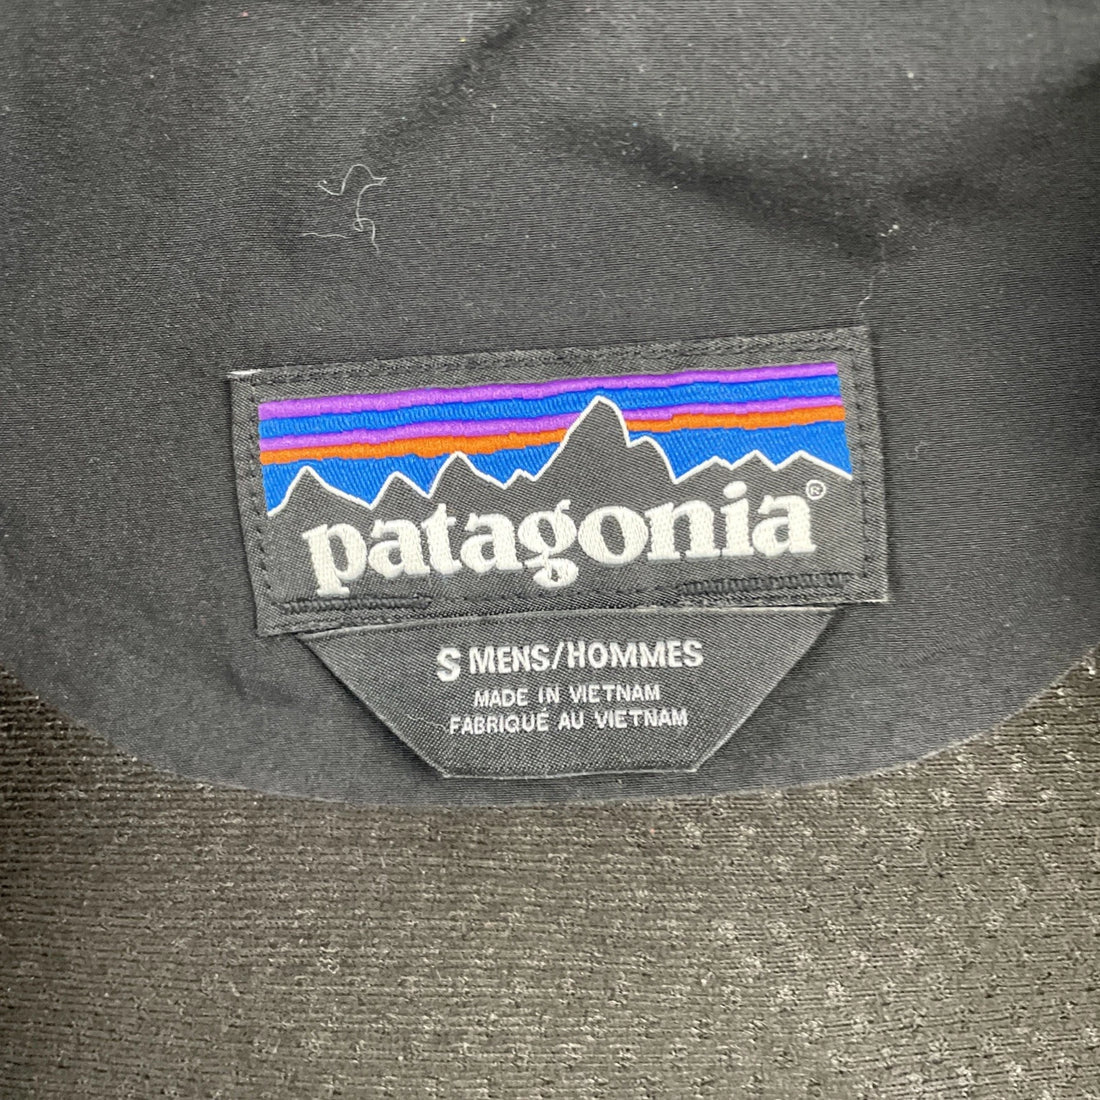 patagonia®
S MENS/HOMMES
MADE IN VIETNAM
FABRIQUÉ AU VIETNAM